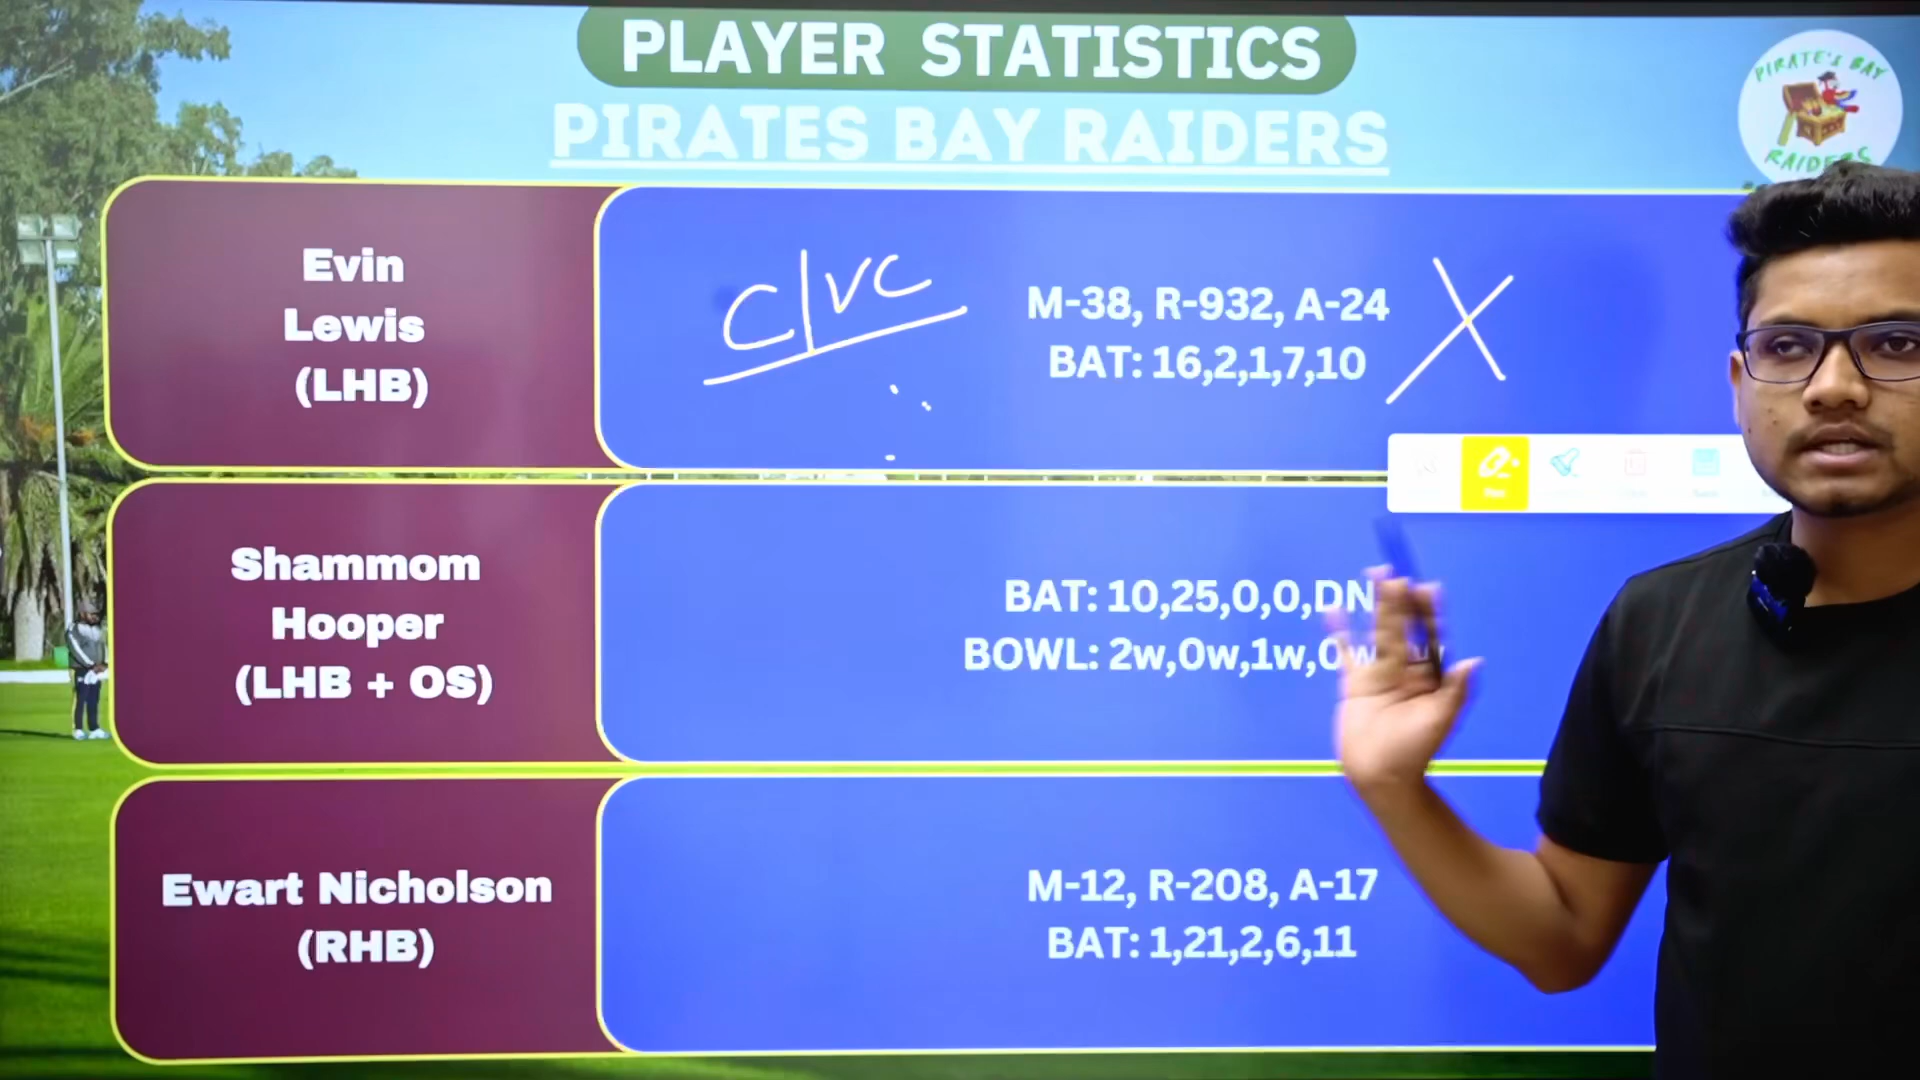 PLAYER STATISTICS
PIRATES BAY RAIDERS
PIRATE'S BAY
RAIDERS
Evin
Lewis
(LHB)
C/VC
M-38, R-932, A-24
BAT: 16,2,1,7,10
X
Shammom
Hooper
(LHB + OS)
BAT: 10,25,0,0,DN
BOWL: 2w,0w,1w,0w
Ewart Nicholson
(RHB)
M-12, R-208, A-17
BAT: 1,21,2,6,11